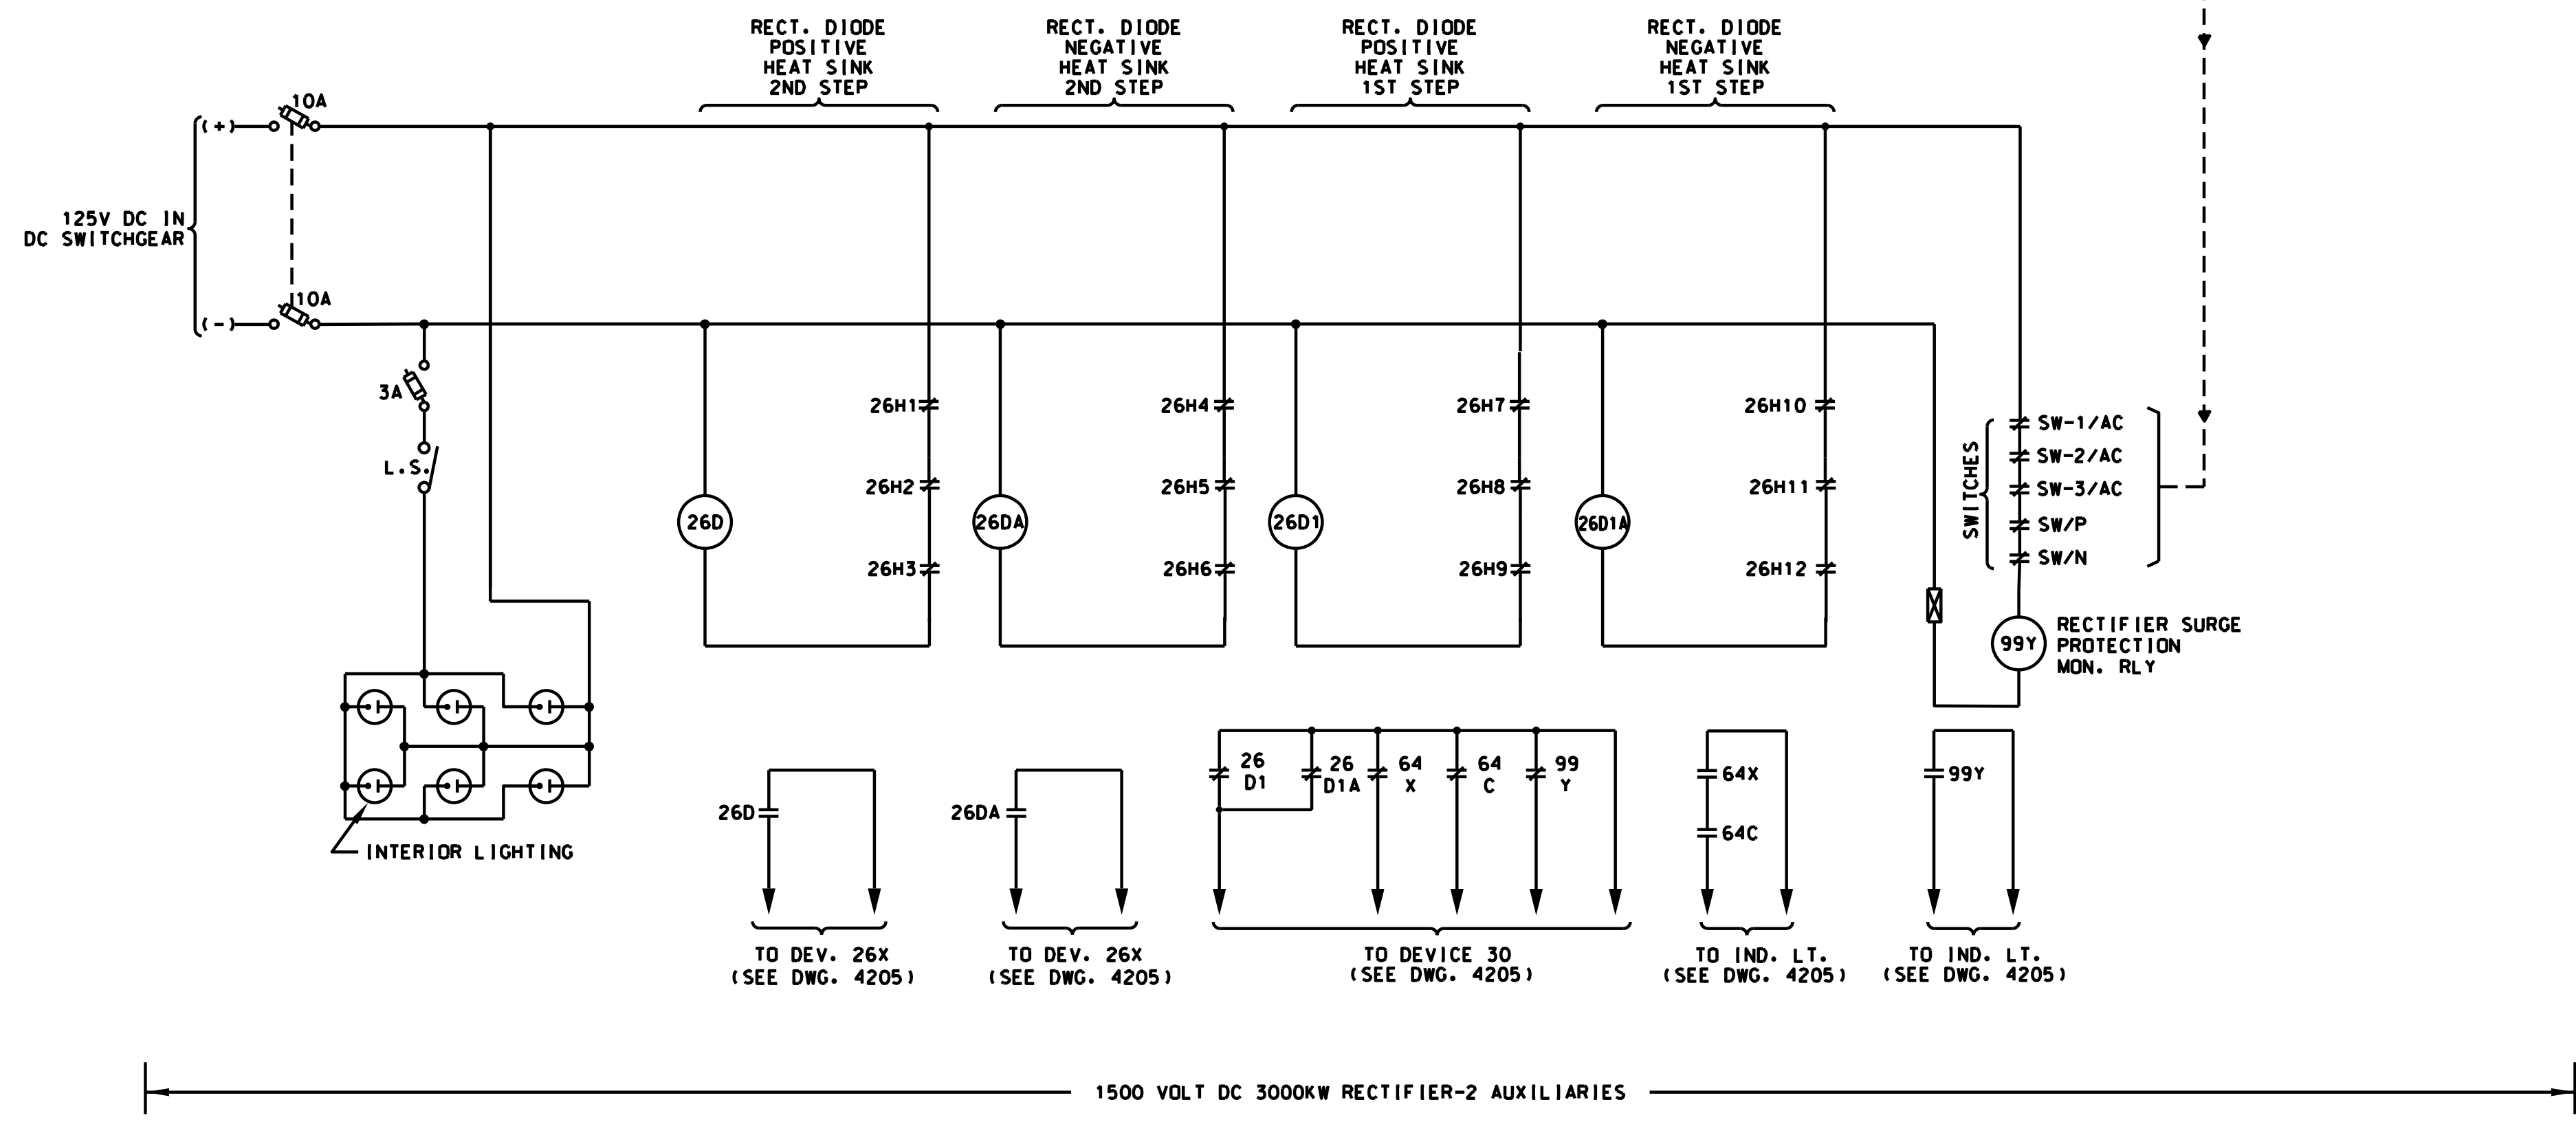 RECT. DIODE
POSITIVE
HEAT SINK
2ND STEP
RECT. DIODE
NEGATIVE
HEAT SINK
2ND STEP
RECT. DIODE
POSITIVE
HEAT SINK
1ST STEP
RECT. DIODE
NEGATIVE
HEAT SINK
1ST STEP
10A
(+)
125V DC IN
DC SWITCHGEAR
10A
(-)
3A
L.S.
26H1
26H2
26H3
26D
26H4
26H5
26H6
26DA
26H7
26H8
26H9
26D1
26H10
26H11
26H12
26D1A
SWITCHES
SW-1/AC
SW-2/AC
SW-3/AC
SW/P
SW/N
99Y
RECTIFIER SURGE
PROTECTION
MON. RLY
INTERIOR LIGHTING
26D
26DA
26
D1
26
D1A
64
X
64
C
99
Y
64X
64C
99Y
TO DEV. 26X
(SEE DWG. 4205)
TO DEV. 26X
(SEE DWG. 4205)
TO DEVICE 30
(SEE DWG. 4205)
TO IND. LT.
(SEE DWG. 4205)
TO IND. LT.
(SEE DWG. 4205)
1500 VOLT DC 3000KW RECTIFIER-2 AUXILIARIES